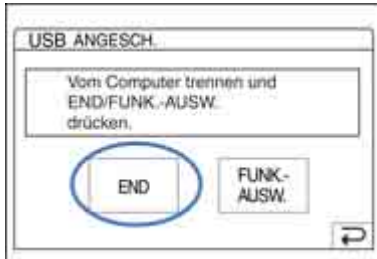 USB ANGESCH.
Vom Computer trennen und
END/FUNK.-AUSW.
drücken.
END
FUNK.-
AUSW.